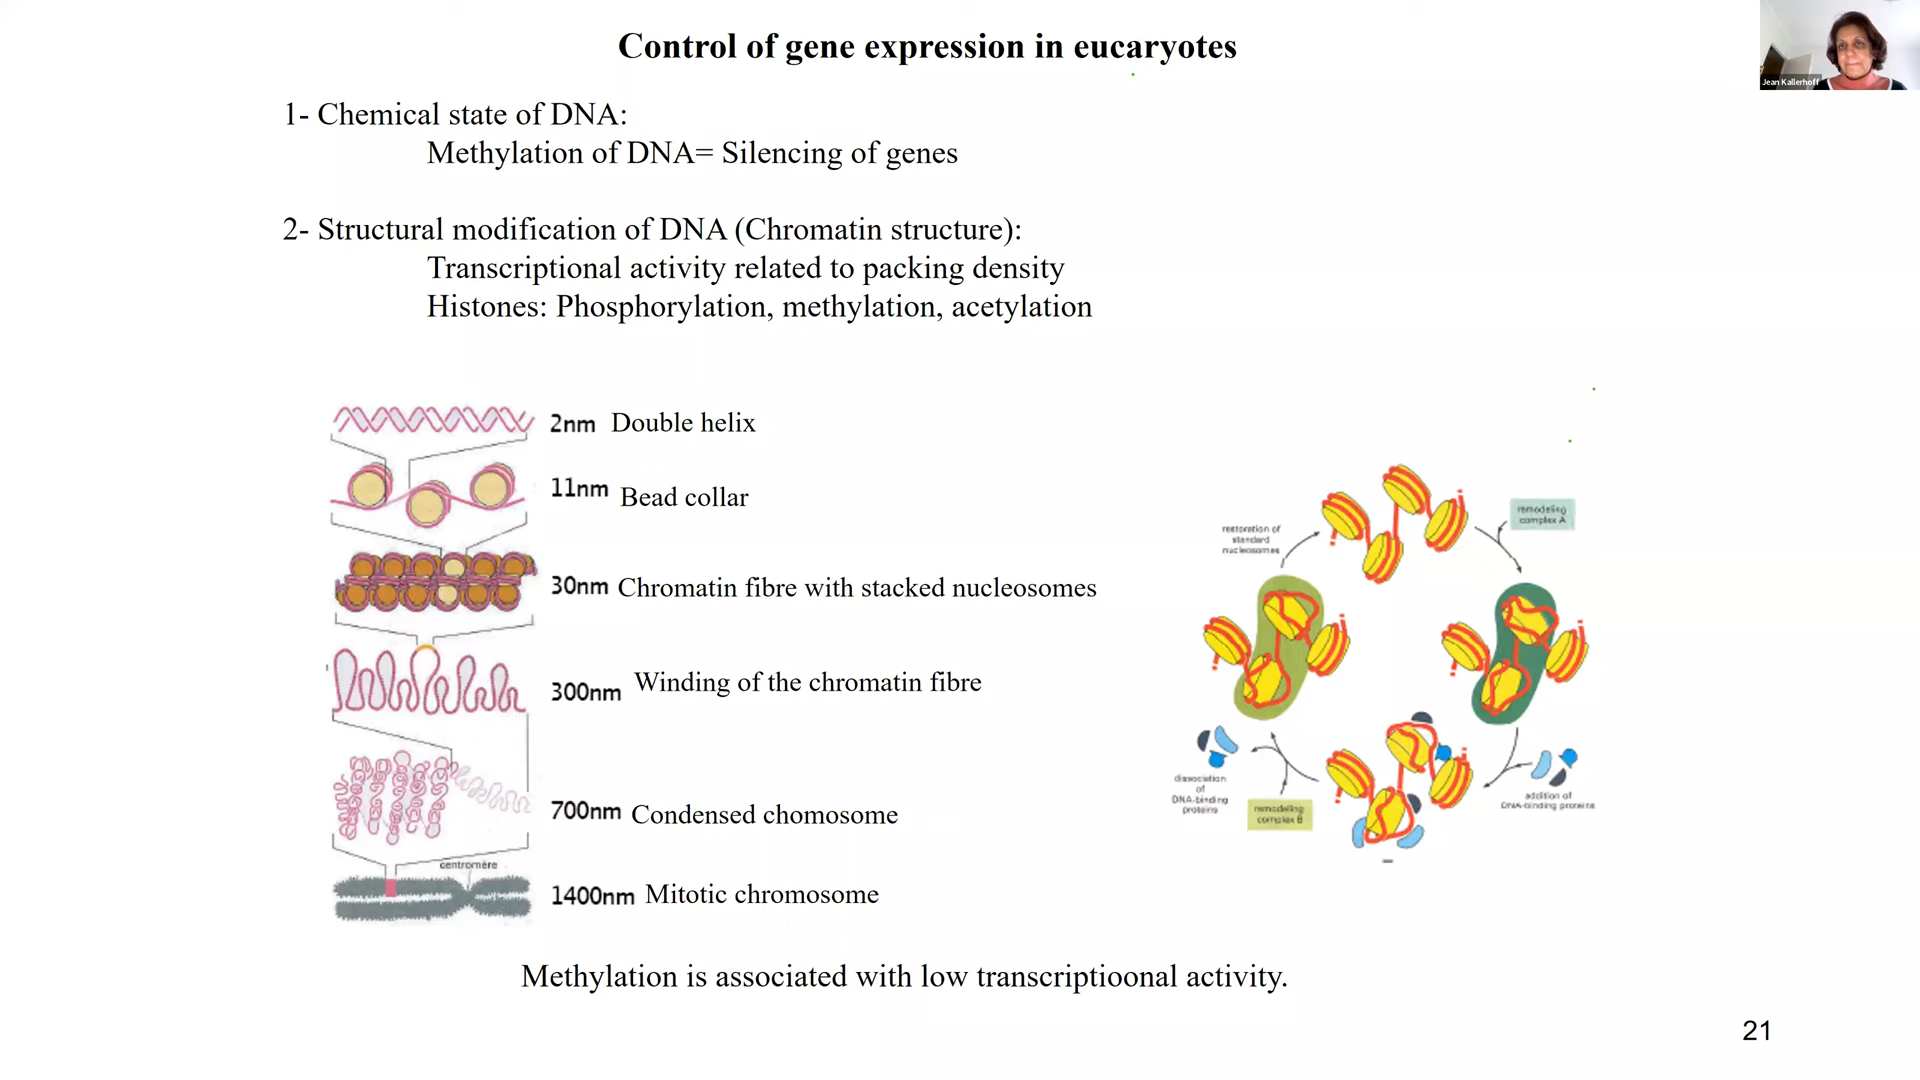 Control of gene expression in eucaryotes
Jean Kallerhoff
1- Chemical state of DNA:
Methylation of DNA= Silencing of genes
2- Structural modification of DNA (Chromatin structure):
Transcriptional activity related to packing density
Histones: Phosphorylation, methylation, acetylation
2nm Double helix
11nm Bead collar
30nm Chromatin fibre with stacked nucleosomes
300nm Winding of the chromatin fibre
700nm Condensed chomosome
centromère
1400nm Mitotic chromosome
restoration of
standard
nucleosomes
remodeling
complex A
dissociation
of
DNA-binding
proteins
remodeling
complex B
addition of
DNA-binding proteins
Methylation is associated with low transcriptioonal activity.
21